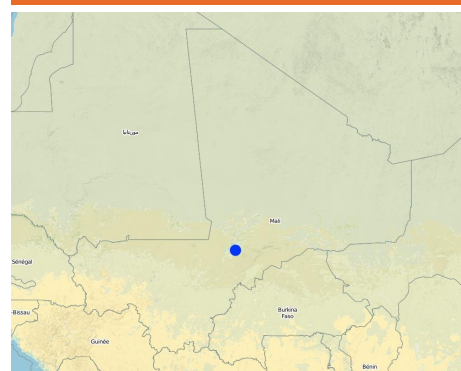 موريتانيا
Mali
Sénégal
Burkina
Faso
-Bissau
Guinée
Bénin